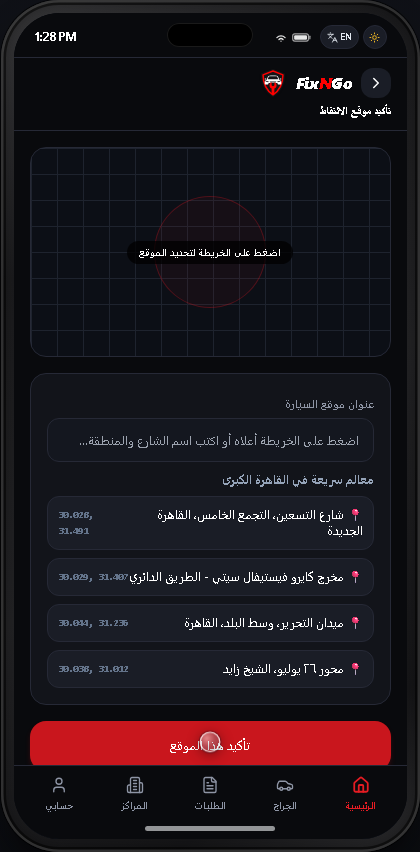 1:28 PM
EN
FixNGo
تأكيد موقع الالتقاط
اضغط على الخريطة لتحديد الموقع
عنوان موقع السيارة
اضغط على الخريطة أعلاه أو اكتب اسم الشارع والمنطقة...
معالم سريعة في القاهرة الكبرى
شارع التسعين، التجمع الخامس، القاهرة
الجديدة
30.028,
31.491
مخرج كايرو فيستيفال سيتي - الطريق الدائري
30.029, 31.407
ميدان التحرير، وسط البلد، القاهرة
30.044, 31.236
محور ٢٦ يوليو، الشيخ زايد
30.038, 31.012
تأكيد هذا الموقع
الرئيسية
الجراج
الطلبات
المراكز
حسابي